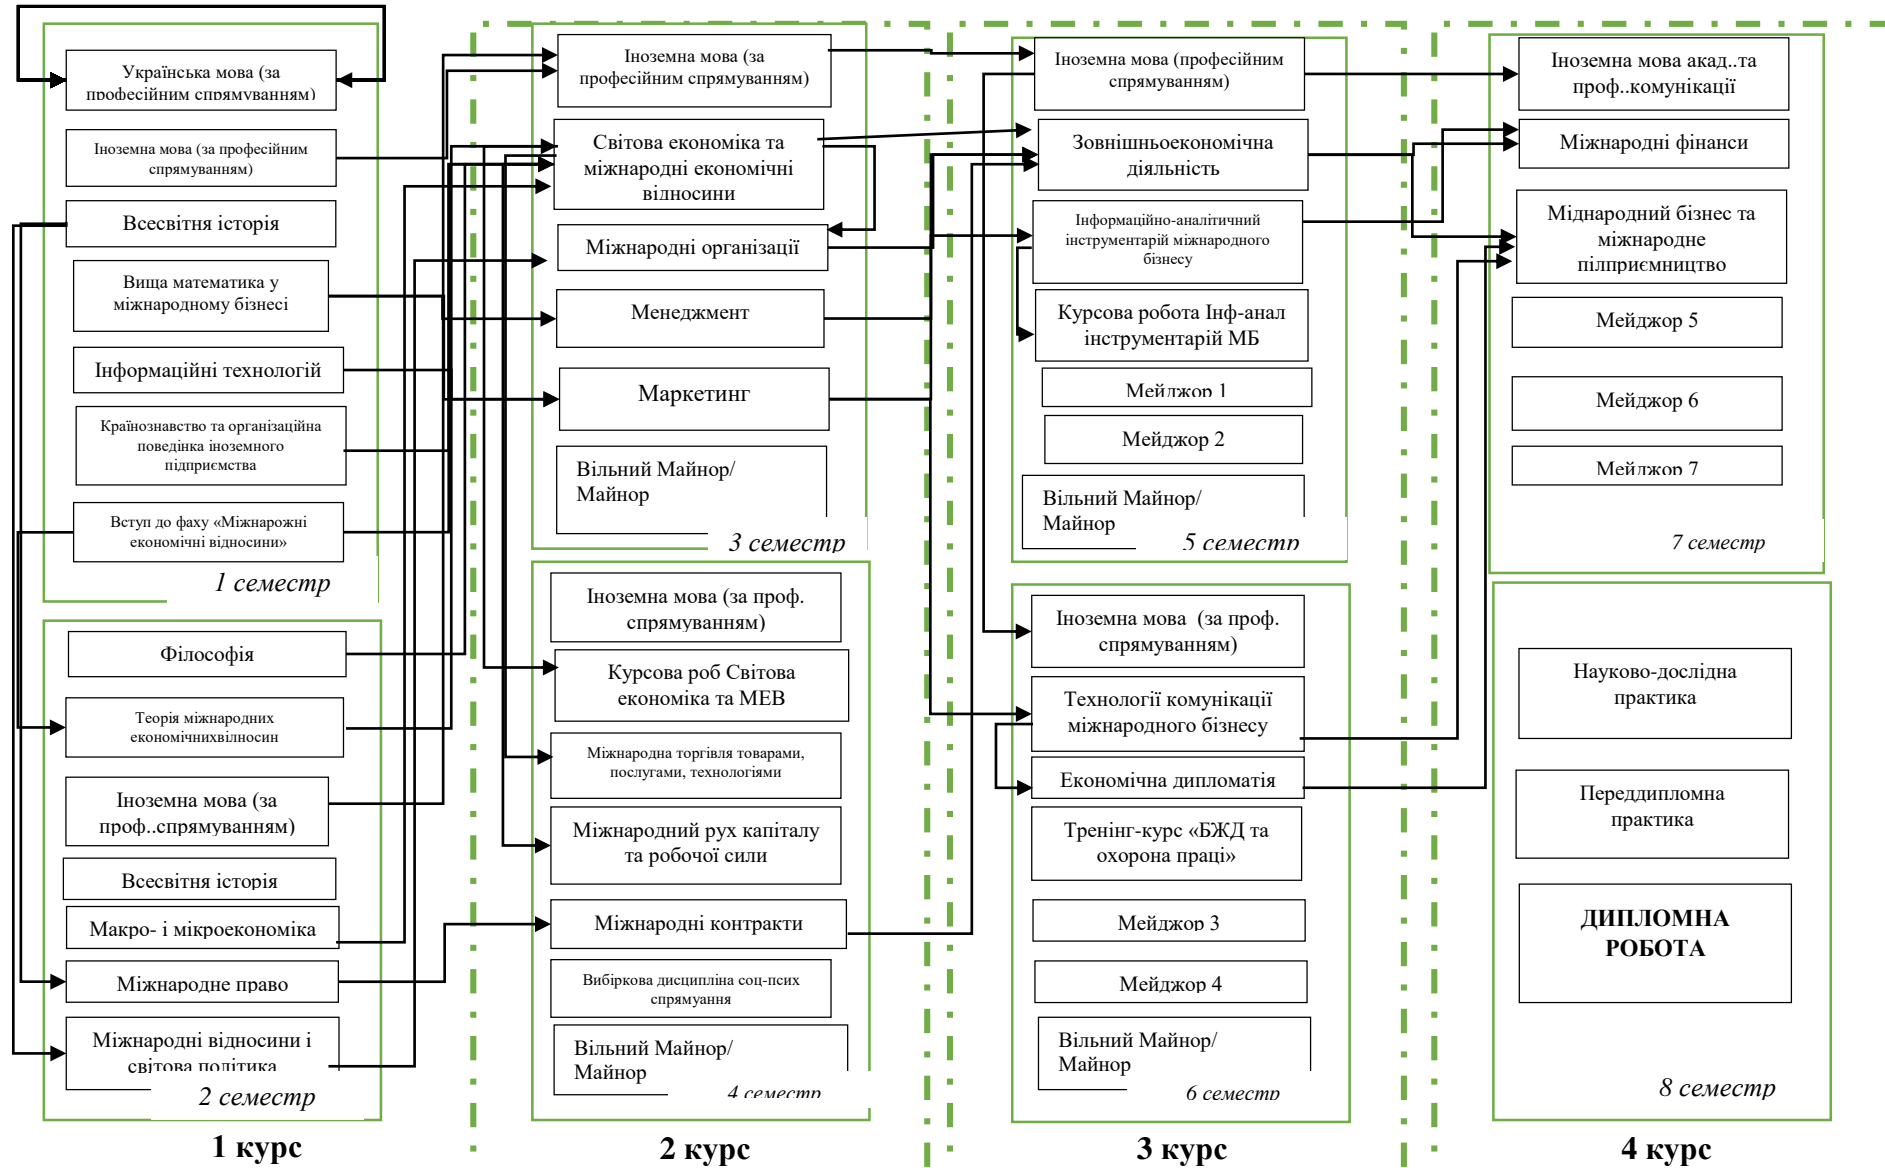 Українська мова (за
професійним спрямуванням)
Іноземна мова (за професійним
спрямуванням)
Всесвітня історія
Вища математика у
міжнародному бізнесі
Інформаційні технологій
Країнознавство та організаційна
поведінка іноземного
підприємства
Вступ до фаху «Міжнарожні
економічні відносини»
1 семестр
Філософія
Теорія міжнародних
економічнихвілносин
Іноземна мова (за
проф..спрямуванням)
Всесвітня історія
Макро- і мікроекономіка
Міжнародне право
Міжнародні відносини і
світова політика
2 семестр
1 курс
Іноземна мова (за
професійним спрямуванням)
Світова економіка та
міжнародні економічні
відносини
Міжнародні організації
Менеджмент
Маркетинг
Вільний Майнор/
Майнор
3 семестр
Іноземна мова (за проф.
спрямуванням)
Курсова роб Світова
економіка та МЕВ
Міжнародна торгівля товарами,
послугами, технологіями
Міжнародний рух капіталу
та робочої сили
Міжнародні контракти
Вибіркова дисципліна соц-псих
спрямуання
Вільний Майнор/
Майнор
4 семестр
2 курс
Іноземна мова (професійним
спрямуванням)
Зовнішньоекономічна
діяльність
Інформаційно-аналітичний
інструментарій міжнародного
бізнесу
Курсова робота Інф-анал
інструментарій МБ
Мейджор 1
Мейджор 2
Вільний Майнор/
Майнор
5 семестр
Іноземна мова (за проф.
спрямуванням)
Технології комунікації
міжнародного бізнесу
Економічна дипломатія
Тренінг-курс «БЖД та
охорона праці»
Мейджор 3
Мейджор 4
Вільний Майнор/
Майнор
6 семестр
3 курс
Іноземна мова акад..та
проф..комунікації
Міжнародні фінанси
Міднародний бізнес та
міжнародне
пілприємництво
Мейджор 5
Мейджор 6
Мейджор 7
7 семестр
Науково-дослідна
практика
Переддипломна
практика
ДИПЛОМНА
РОБОТА
8 семестр
4 курс